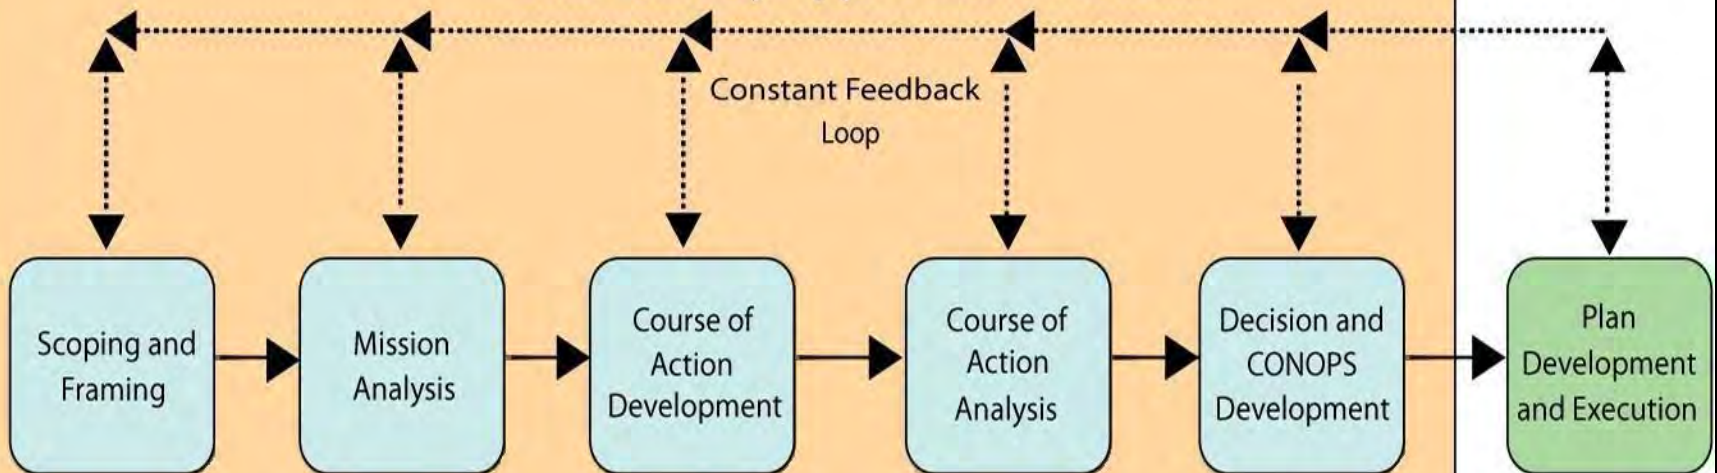 Constant Feedback
Loop
Scoping and
Framing
Mission
Analysis
Course of
Action
Development
Course of
Action
Analysis
Decision and
CONOPS
Development
Plan
Development
and Execution